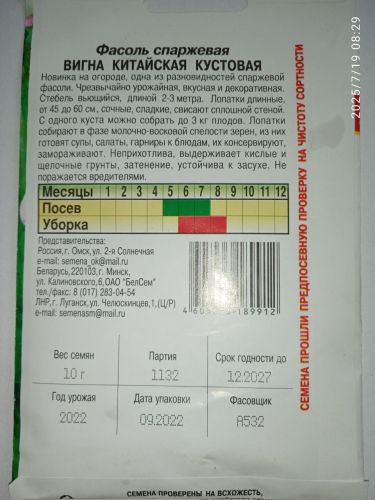 Фасоль спаржевая
ВИГНА КИТАЙСКАЯ КУСТОВАЯ
Новинка на огороде, одна из разновидностей спаржевой
фасоли. Чрезвычайно урожайная, вкусная и декоративная.
Стебель вьющийся, длиной 2-3 метра. Лопатки длинные,
от 45 до 60 см, сочные, сладкие, свисают сплошной стеной.
С одного куста можно собрать до 3 кг плодов. Лопатки
собирают в фазе молочно-восковой спелости зерен, из них
готовят супы, салаты, гарниры к блюдам, их консервируют,
замораживают. Неприхотлива, выдерживает кислые и
щелочные грунты, затенение, устойчива к засухе. Не
поражается вредителями.
Месяцы 1 2 3 4 5 6 7 8 9 10 11 12
Посев
Уборка
Представительства:
Россия, г. Омск, ул. 2-я Солнечная
e-mail: semena_ok@mail.ru
Беларусь,220103, г. Минск,
ул. Калиновского,6,ОАО "БелСем"
тел./факс: 8 (017) 283-04-54
ЛНР, г. Луганск, ул. Челюскинцев,1,(Ц/Р)
e-mail: semenasm@mail.ru
189912
Вес семян
Партия
Срок годности до
10 г
1132
12.2027
Год урожая
Дата упаковки
Фасовщик
2022
09.2022
А532
СЕМЕНА ПРОШЛИ ПРЕДПОСЕВНУЮ ПРОВЕРКУ НА ЧИСТОТУ СОРТНОСТИ
СЕМЕНА ПРОВЕРЕНЫ НА ВСХОЖЕСТЬ,
2025/7/19 08:29